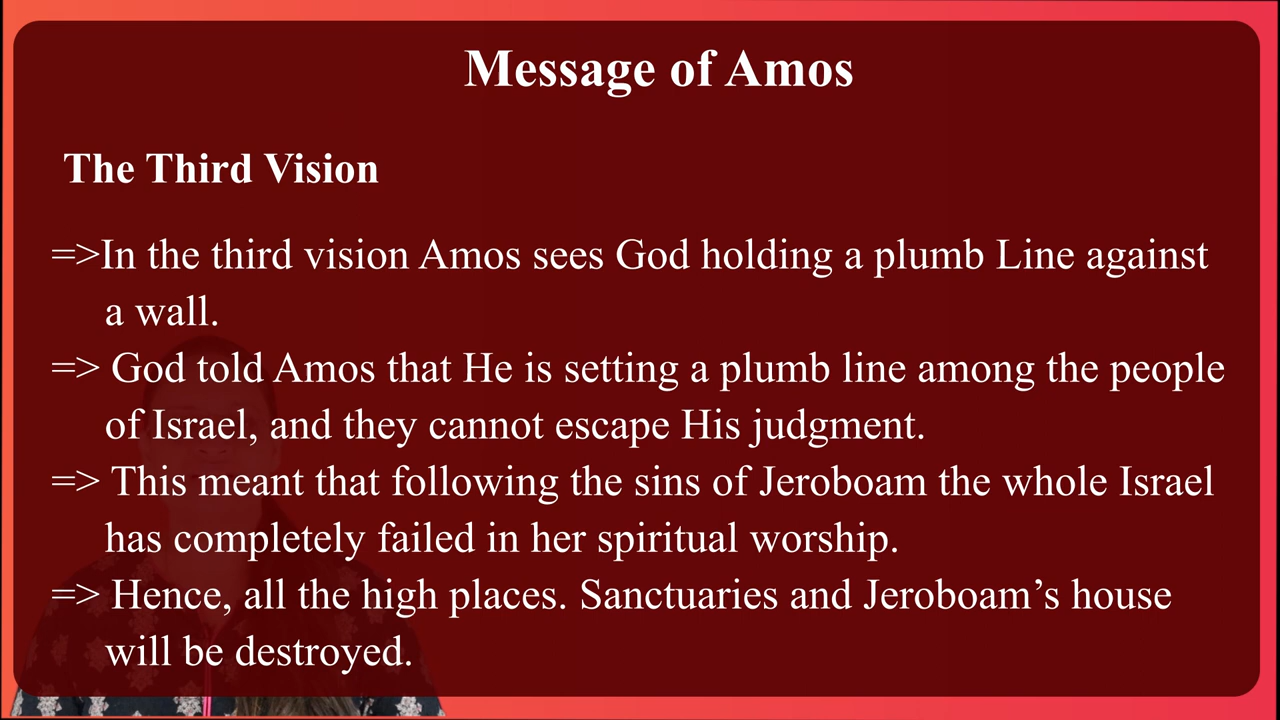 Message of Amos
The Third Vision
=>In the third vision Amos sees God holding a plumb Line against
a wall.
=> God told Amos that He is setting a plumb line among the people
of Israel, and they cannot escape His judgment.
=> This meant that following the sins of Jeroboam the whole Israel
has completely failed in her spiritual worship.
=> Hence, all the high places. Sanctuaries and Jeroboam’s house
will be destroyed.